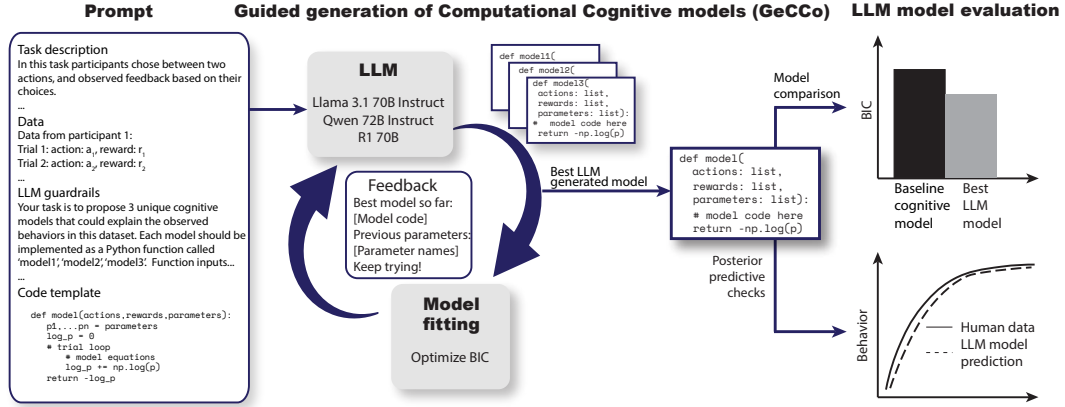 Prompt
Guided generation of Computational Cognitive models (GeCCo)
LLM model evaluation
Task description
In this task participants chose between two
actions, and observed feedback based on their
choices.
...
Data
Data from participant 1:
Trial 1: action: a₁, reward: r₁
Trial 2: action: a₂, reward: r₂
...
LLM guardrails
Your task is to propose 3 unique cognitive
models that could explain the observed
behaviors in this dataset. Each model should be
implemented as a Python function called
‘model1’, ‘model2’, ‘model3’. Function inputs...
...
Code template
def model(actions,rewards,parameters):
p1,...pn = parameters
log_p = 0
# trial loop
# model equations
log_p += np.log(p)
return -log_p
LLM
Llama 3.1 70B Instruct
Qwen 72B Instruct
R1 70B
Feedback
Best model so far:
[Model code]
Previous parameters:
[Parameter names]
Keep trying!
Model
fitting
Optimize BIC
def model1(
def model2(
def model3(
actions: list,
rewards: list,
parameters: list):
# model code here
return -np.log(p)
Best LLM
generated model
def model(
actions: list,
rewards: list,
parameters: list):
# model code here
return -np.log(p)
Model
comparison
Posterior
predictive
checks
BIC
Baseline
cognitive
model
Best
LLM
model
Behavior
Human data
LLM model
prediction